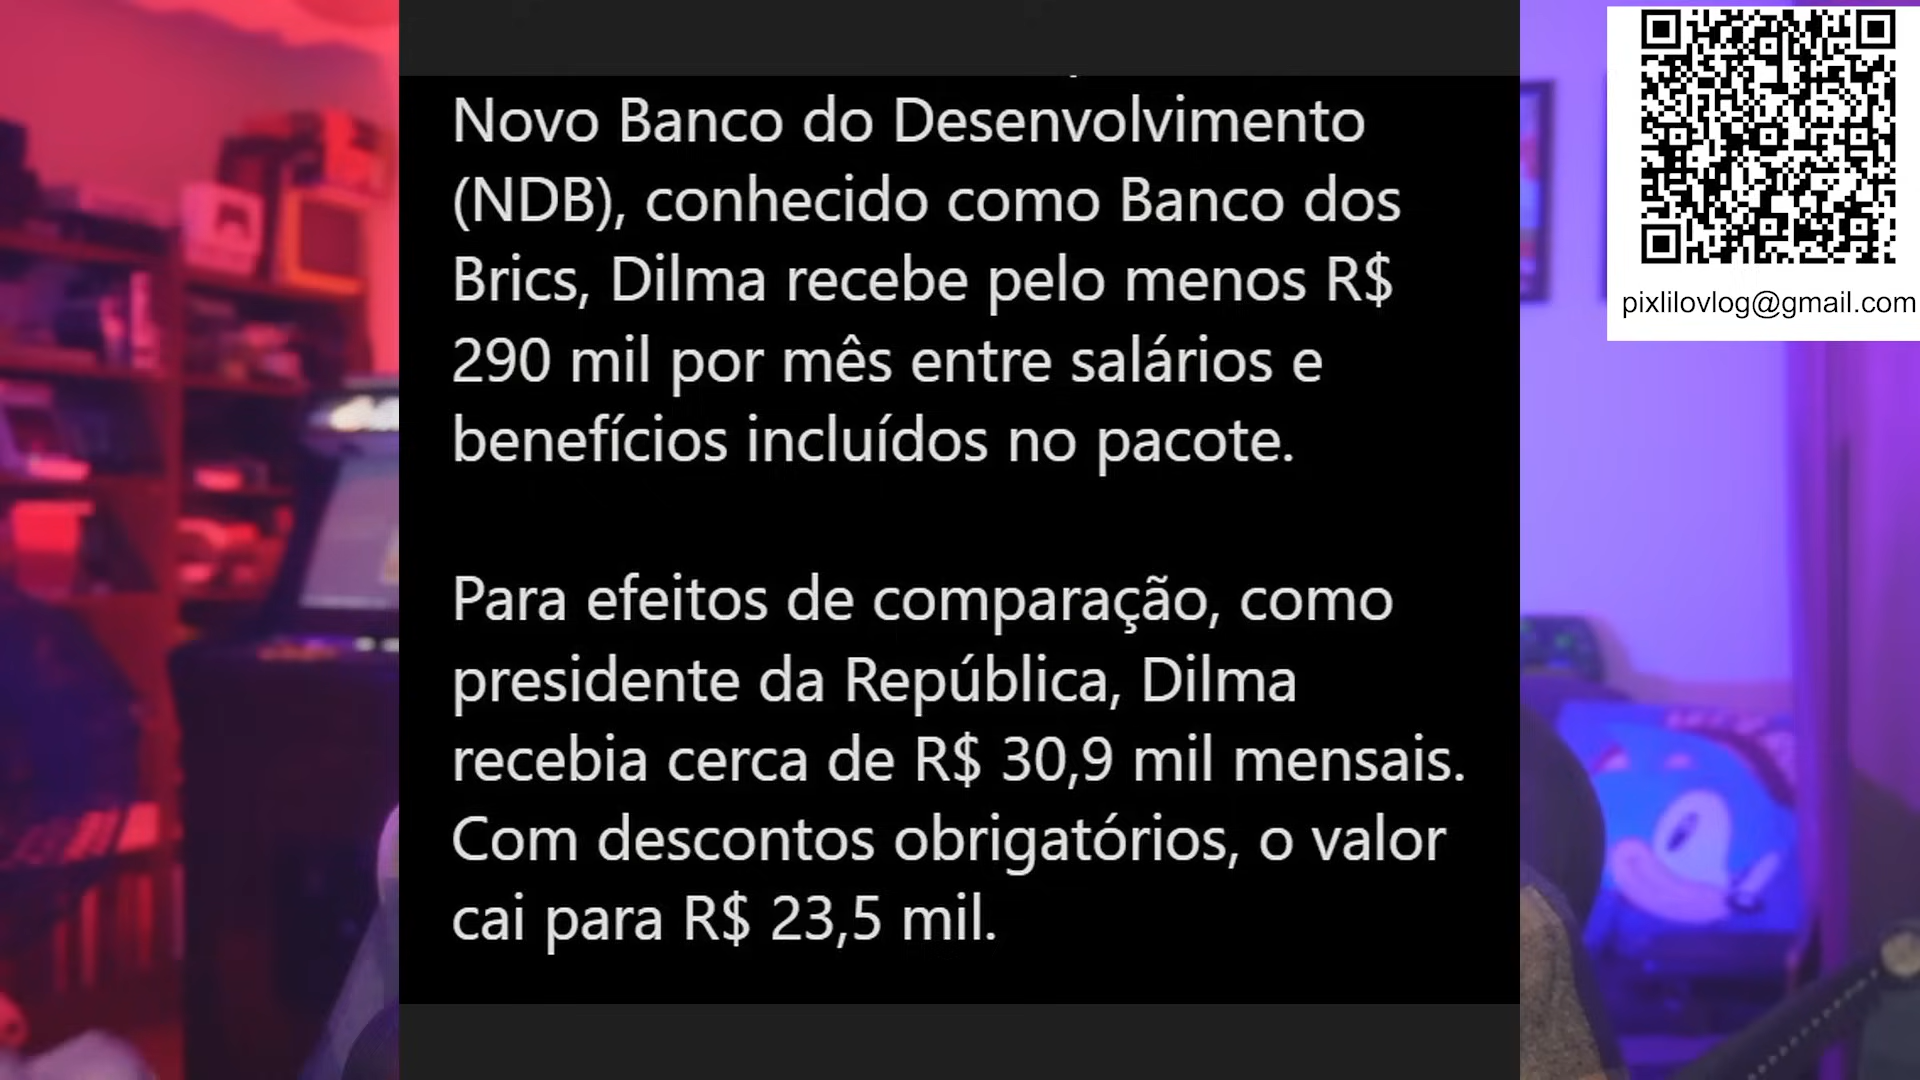 Novo Banco do Desenvolvimento
(NDB), conhecido como Banco dos
Brics, Dilma recebe pelo menos R$
290 mil por mês entre salários e
benefícios incluídos no pacote.
Para efeitos de comparação, como
presidente da República, Dilma
recebia cerca de R$ 30,9 mil mensais.
Com descontos obrigatórios, o valor
cai para R$ 23,5 mil.
pixlilovlog@gmail.com